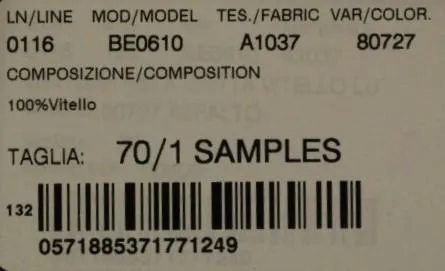 LN/LINE MOD/MODEL TES./FABRIC VAR/COLOR.
0116 BE0610 A1037 80727
COMPOSIZIONE/COMPOSITION
100%Vitello
TAGLIA: 70/1 SAMPLES
132
0571885371771249